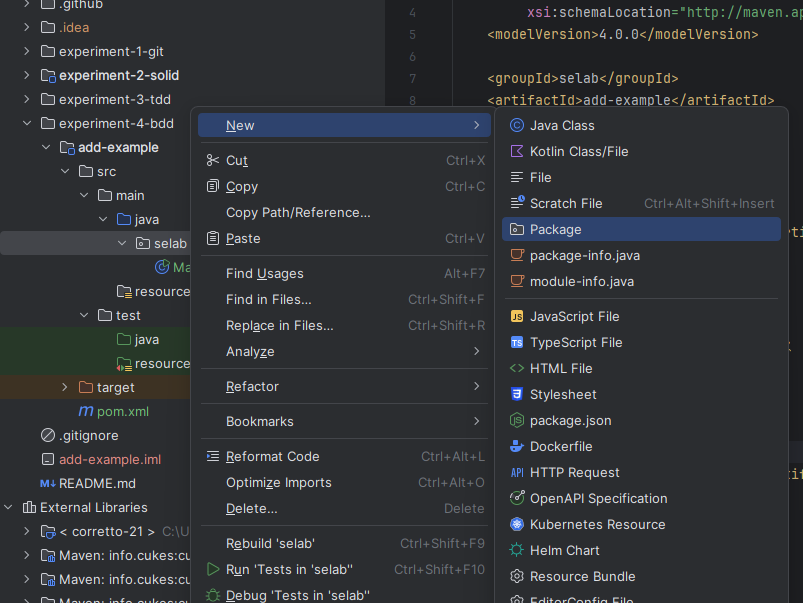 .github
.idea
experiment-1-git
experiment-2-solid
experiment-3-tdd
experiment-4-bdd
add-example
src
main
java
selab
Ma
resource
test
java
resource
target
pom.xml
.gitignore
add-example.iml
README.md
External Libraries
< corretto-21 > C:\U
Maven: info.cukes:cu
Maven: info.cukes:cu
4 xsi:schemaLocation="http://maven.ap
5 <modelVersion>4.0.0</modelVersion>
6
7 <groupId>selab</groupId>
8 <artifactId>add-example</artifactId>
New
Cut Ctrl+X
Copy Ctrl+C
Copy Path/Reference...
Paste Ctrl+V
Find Usages Alt+F7
Find in Files... Ctrl+Shift+F
Replace in Files... Ctrl+Shift+R
Analyze
Refactor
Bookmarks
Reformat Code Ctrl+Alt+L
Optimize Imports Ctrl+Alt+O
Delete... Delete
Rebuild 'selab' Ctrl+Shift+F9
Run 'Tests in 'selab'' Ctrl+Shift+F10
Debug 'Tests in 'selab''
Java Class
Kotlin Class/File
File
Scratch File Ctrl+Alt+Shift+Insert
Package
package-info.java
module-info.java
JS JavaScript File
TS TypeScript File
HTML File
Stylesheet
package.json
Dockerfile
API HTTP Request
OpenAPI Specification
Kubernetes Resource
Helm Chart
Resource Bundle
EditorConfig File